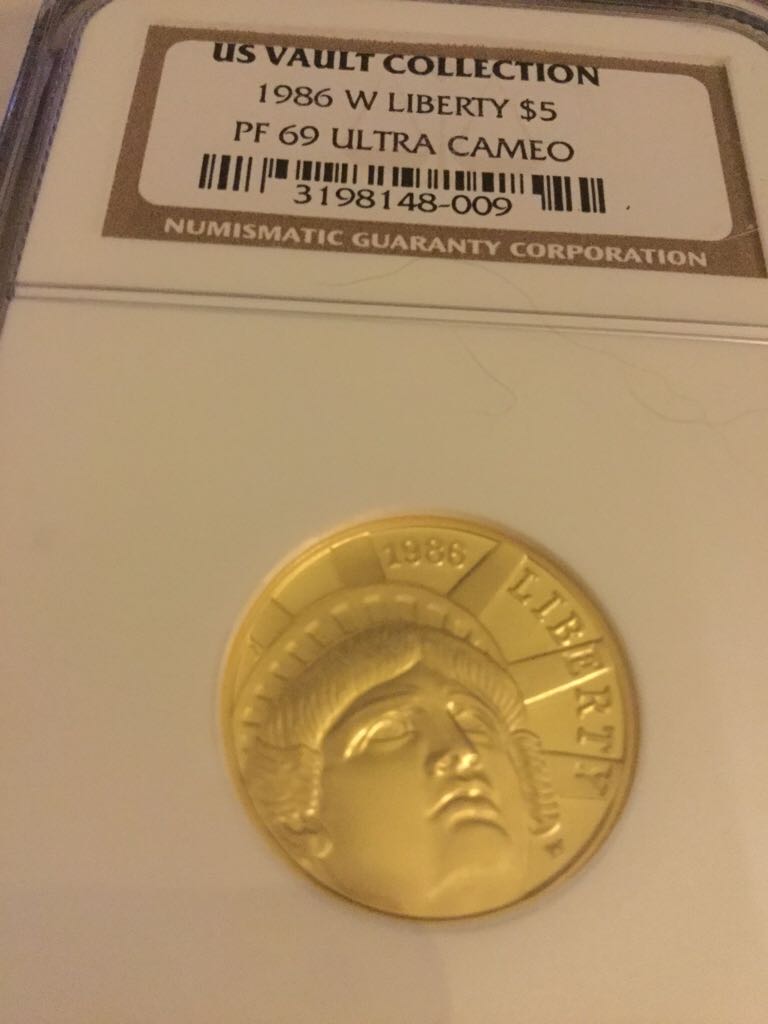 US VAULT COLLECTION
1986 W LIBERTY $5
PF 69 ULTRA CAMEO
3198148-009
NUMISMATIC GUARANTY CORPORATION
1986
LIBERTY